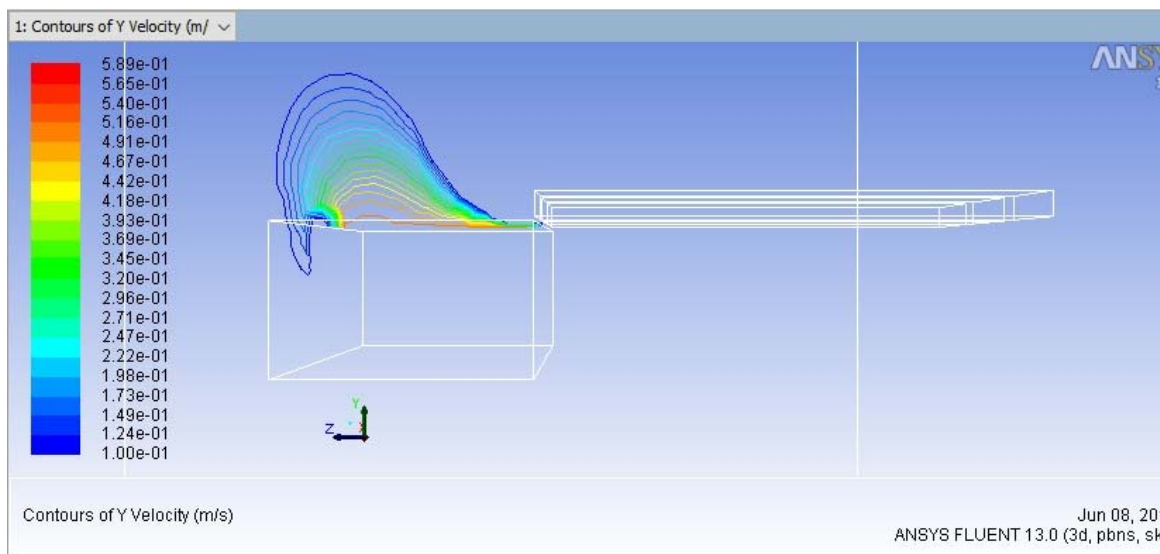 1: Contours of Y Velocity (m/
5.89e-01
5.65e-01
5.40e-01
5.16e-01
4.91e-01
4.67e-01
4.42e-01
4.18e-01
3.93e-01
3.69e-01
3.45e-01
3.20e-01
2.96e-01
2.71e-01
2.47e-01
2.22e-01
1.98e-01
1.73e-01
1.49e-01
1.24e-01
1.00e-01
ANSY
Y
Z
X
Contours of Y Velocity (m/s)
Jun 08, 20
ANSYS FLUENT 13.0 (3d, pbns, sk